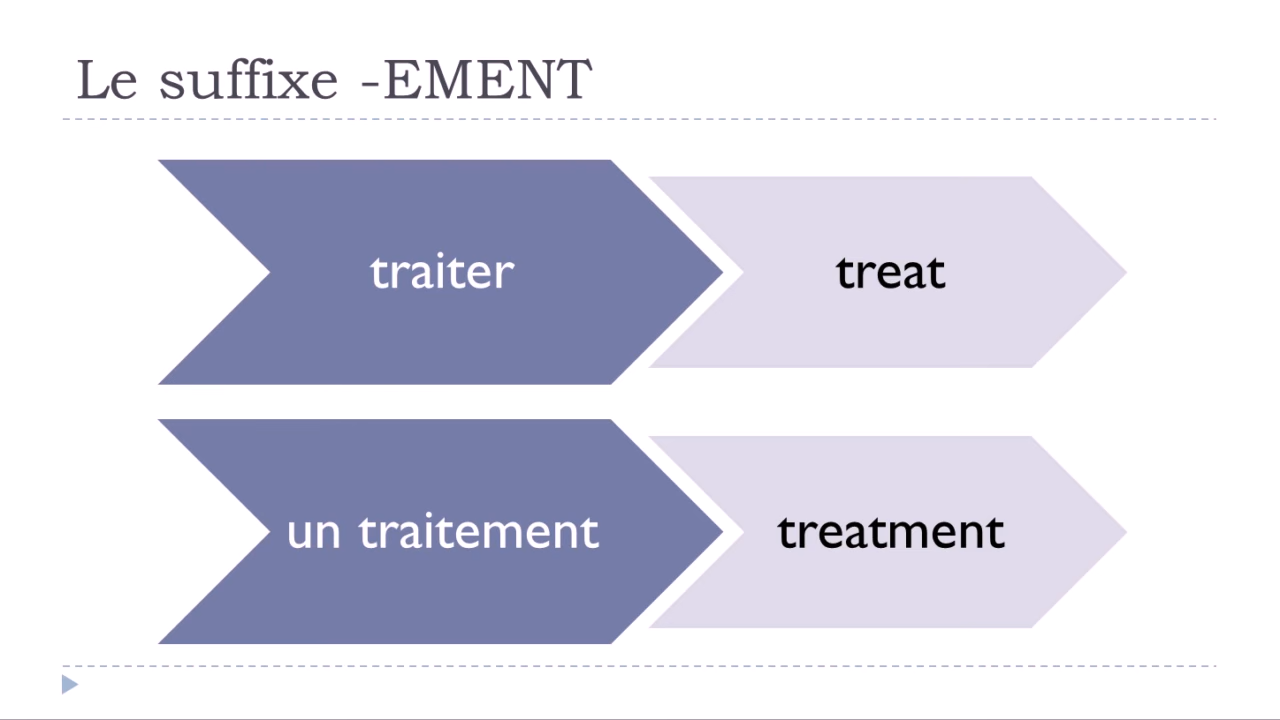 Le suffixe -EMENT
traiter
treat
un traitement
treatment